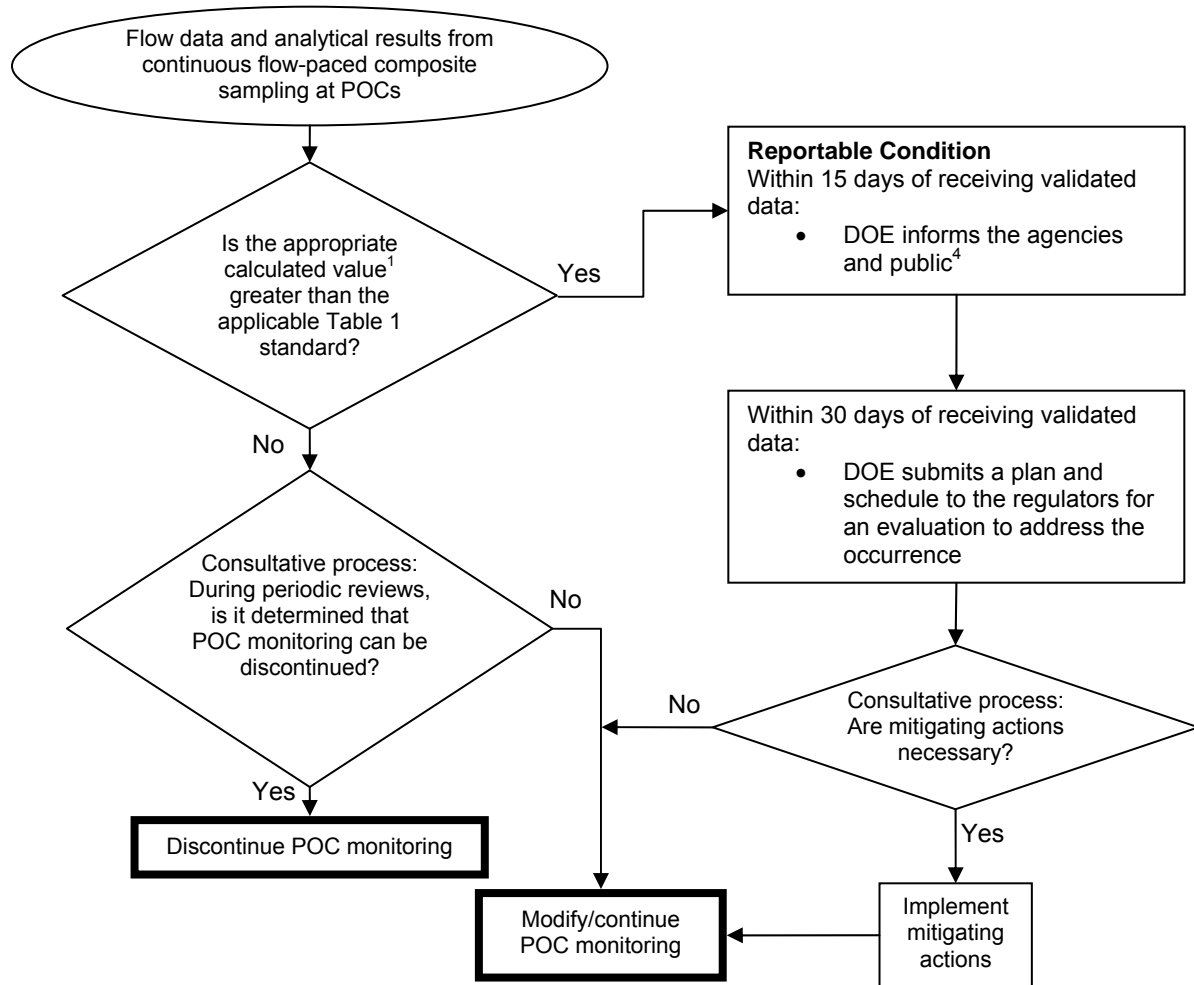 Flow data and analytical results from
continuous flow-paced composite
sampling at POCs
Is the appropriate
calculated value¹
greater than the
applicable Table 1
standard?
Yes
No
Reportable Condition
Within 15 days of receiving validated
data:
• DOE informs the agencies
and public⁴
Within 30 days of receiving validated
data:
• DOE submits a plan and
schedule to the regulators for
an evaluation to address the
occurrence
Consultative process:
During periodic reviews,
is it determined that
POC monitoring can be
discontinued?
No
Yes
Consultative process:
Are mitigating actions
necessary?
No
Yes
Discontinue POC monitoring
Modify/continue
POC monitoring
Implement
mitigating
actions